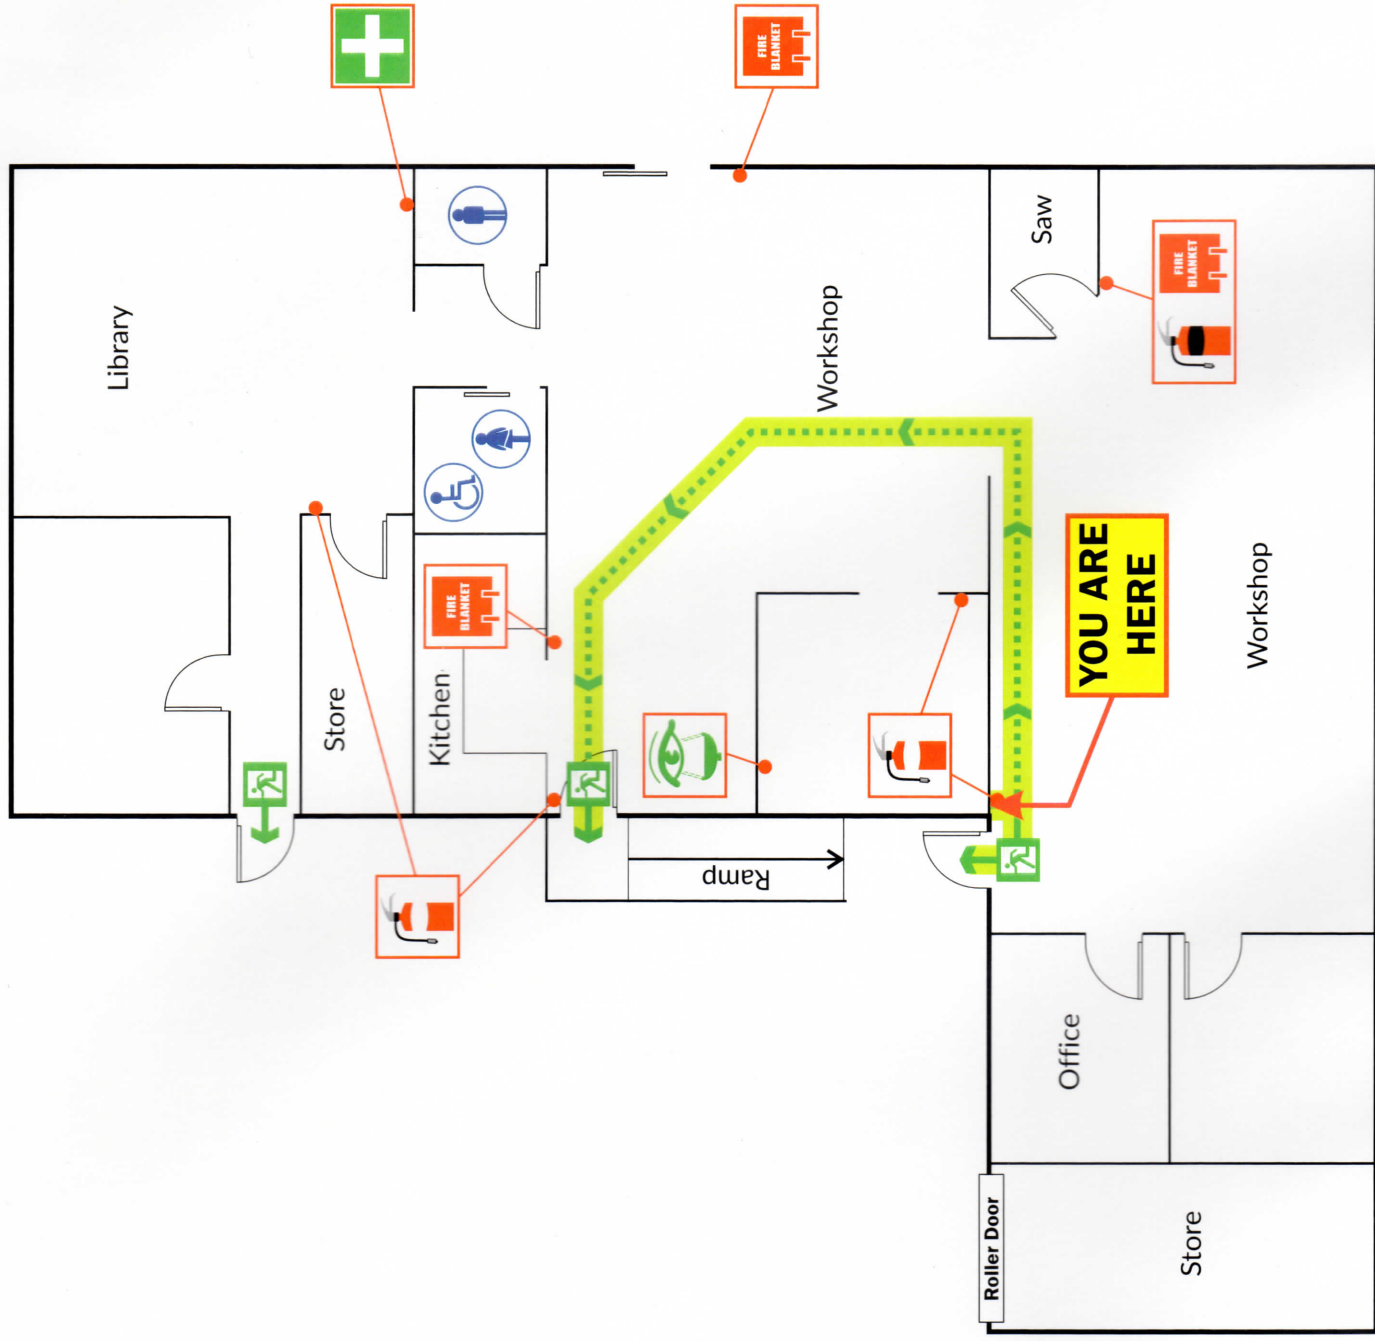 FIRE
BLANKET
Library
Saw
FIRE
BLANKET
Workshop
FIRE
BLANKET
YOU ARE
HERE
Workshop
Store
Kitchen
Ramp
Office
Roller Door
Store